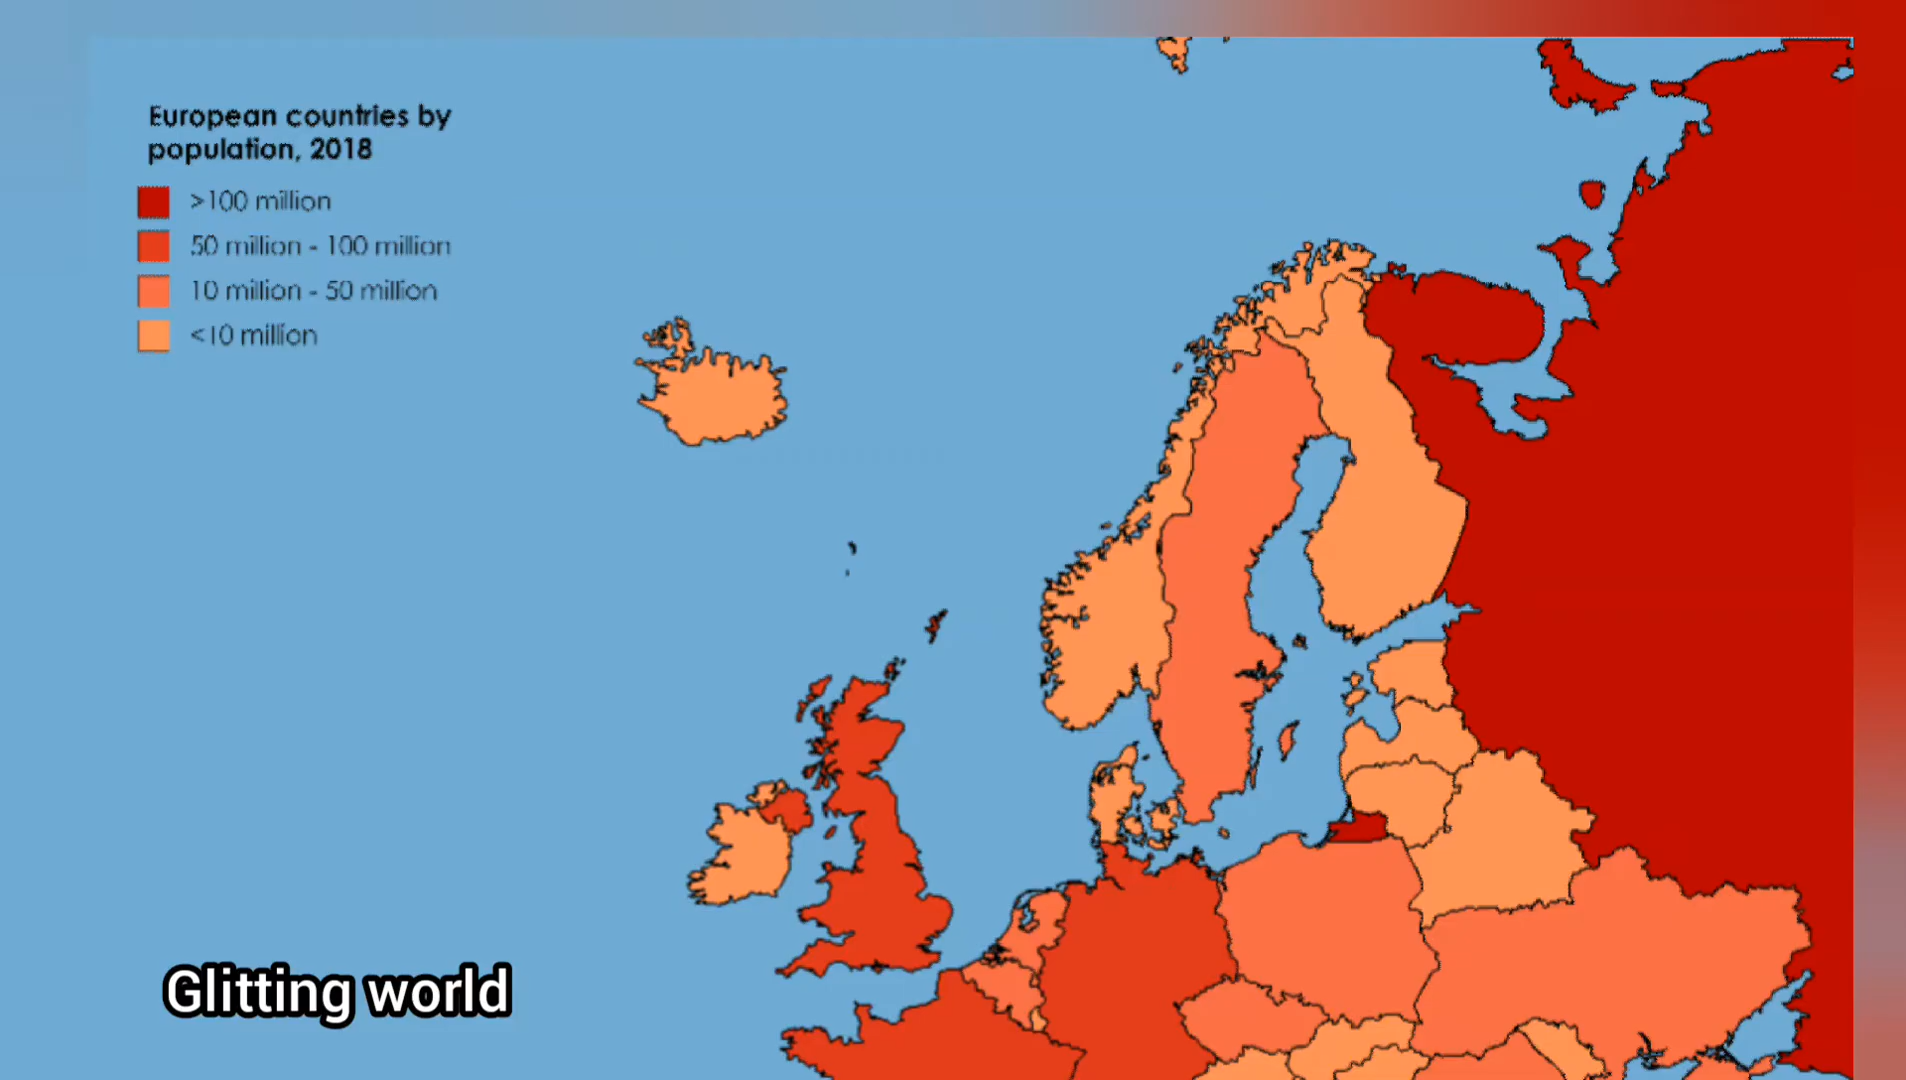 European countries by
population, 2018
>100 million
50 million - 100 million
10 million - 50 million
<10 million
Glitting world